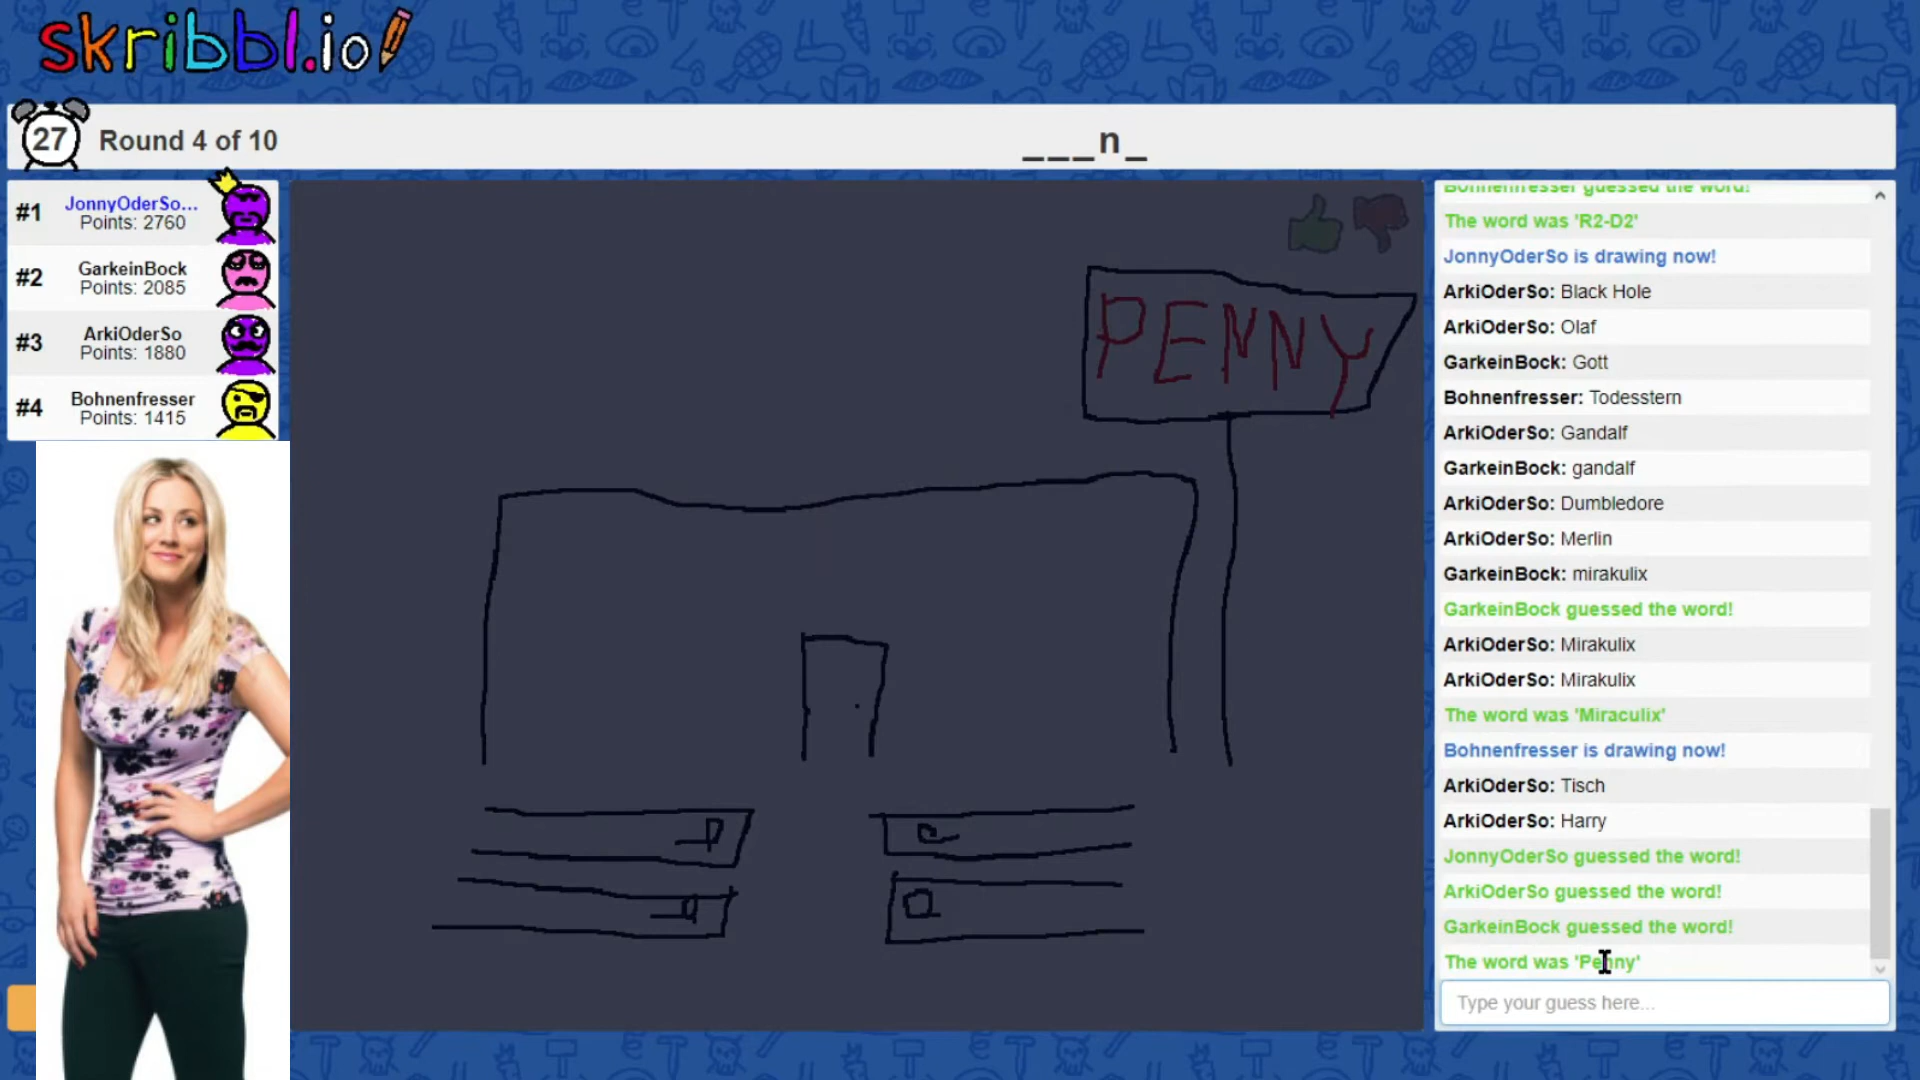 skribbl.io
27
Round 4 of 10
___n_
#1
JonnyOderSo...
Points: 2760
#2
GarkeinBock
Points: 2085
#3
ArkiOderSo
Points: 1880
#4
Bohnenfresser
Points: 1415
PENNY
Bohnenfresser guessed the word!
The word was 'R2-D2'
JonnyOderSo is drawing now!
ArkiOderSo: Black Hole
ArkiOderSo: Olaf
GarkeinBock: Gott
Bohnenfresser: Todesstern
ArkiOderSo: Gandalf
GarkeinBock: gandalf
ArkiOderSo: Dumbledore
ArkiOderSo: Merlin
GarkeinBock: mirakulix
GarkeinBock guessed the word!
ArkiOderSo: Mirakulix
ArkiOderSo: Mirakulix
The word was 'Miraculix'
Bohnenfresser is drawing now!
ArkiOderSo: Tisch
ArkiOderSo: Harry
JonnyOderSo guessed the word!
ArkiOderSo guessed the word!
GarkeinBock guessed the word!
The word was 'Penny'
Type your guess here...